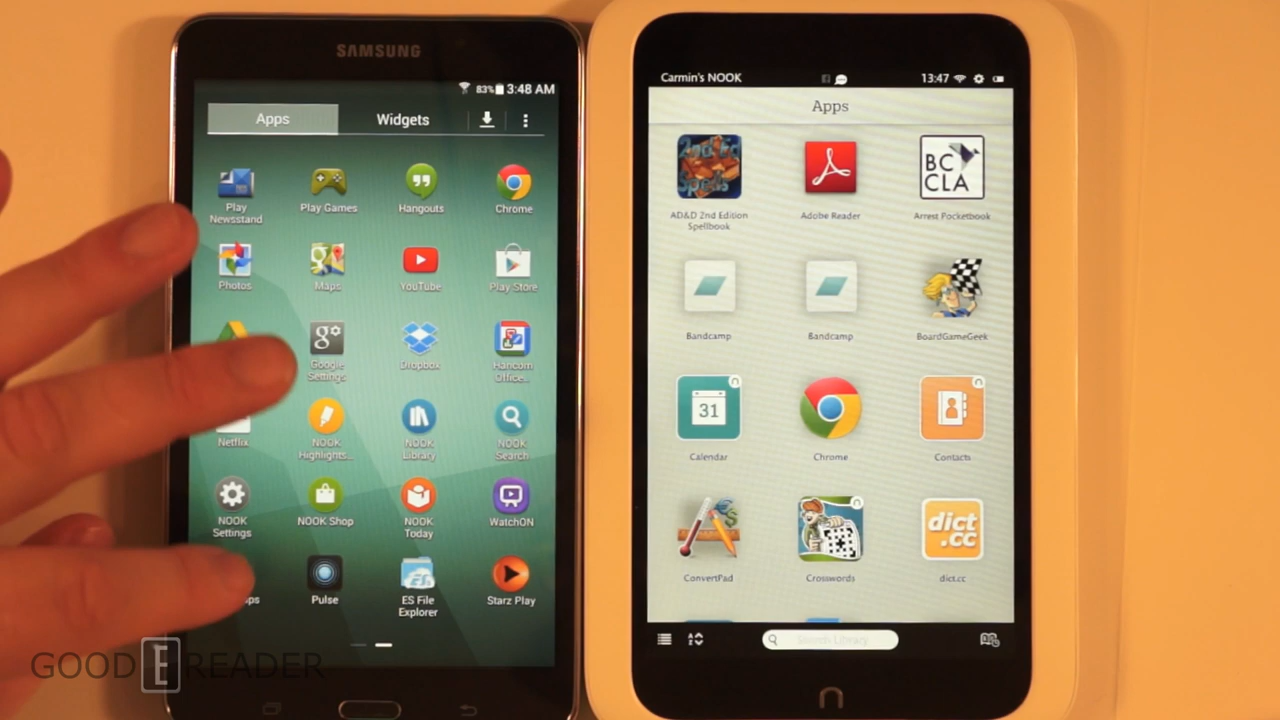 SAMSUNG
83% 3:48 AM
Apps Widgets
Play Newsstand
Play Games
Hangouts
Chrome
Photos
Maps
YouTube
Play Store
g
Google Settings
Dropbox
Hancom Office...
Netflix
NOOK Highlights...
NOOK Library
NOOK Search
NOOK Settings
NOOK Shop
NOOK Today
WatchON
Pulse
ES File Explorer
Starz Play
GOOD E READER
Carmin's NOOK 13:47
Apps
2nd Ed
Spells
AD&D 2nd Edition
Spellbook
Adobe Reader
BC
CLA
Arrest Pocketbook
Bandcamp
Bandcamp
BoardGameGeek
31
Calendar
Chrome
Contacts
ConvertPad
Crosswords
dict.
cc
dict.cc
Search Library
n